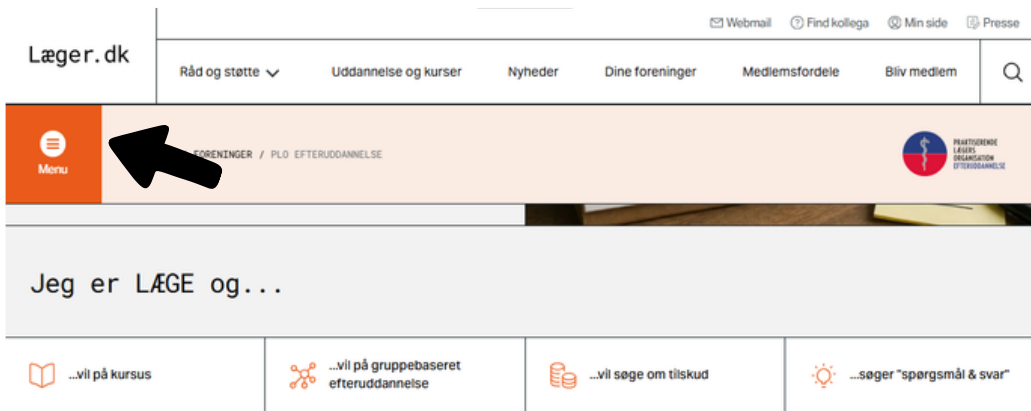 Webmail Find kollega Min side Presse
Læger.dk
Råd og støtte Uddannelse og kurser Nyheder Dine foreninger Medlemsfordele Bliv medlem
Menu
FORENINGER / PLO EFTERUDDANNELSE
PRAKTISERENDE
LÆGERS
ORGANISATION
EFTERUDDANNELSE
Jeg er LÆGE og...
...vil på kursus
...vil på gruppebaseret
efteruddannelse
...vil søge om tilskud
...søger "spørgsmål & svar"